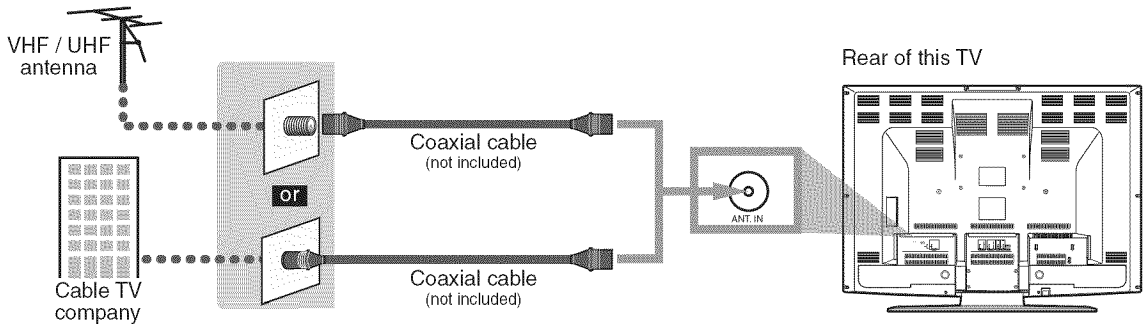 VHF / UHF
antenna
Rear of this TV
Coaxial cable
(not included)
or
ANT. IN
Cable TV
company
Coaxial cable
(not included)